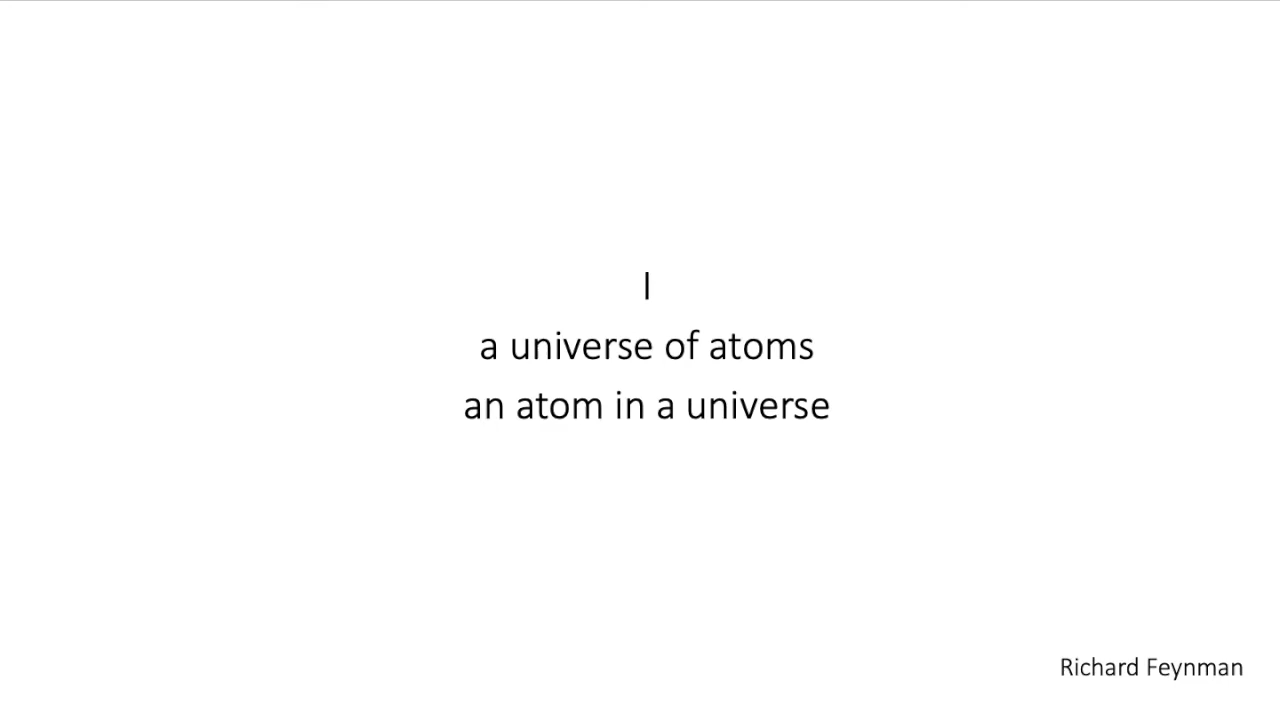 I
a universe of atoms
an atom in a universe
Richard Feynman